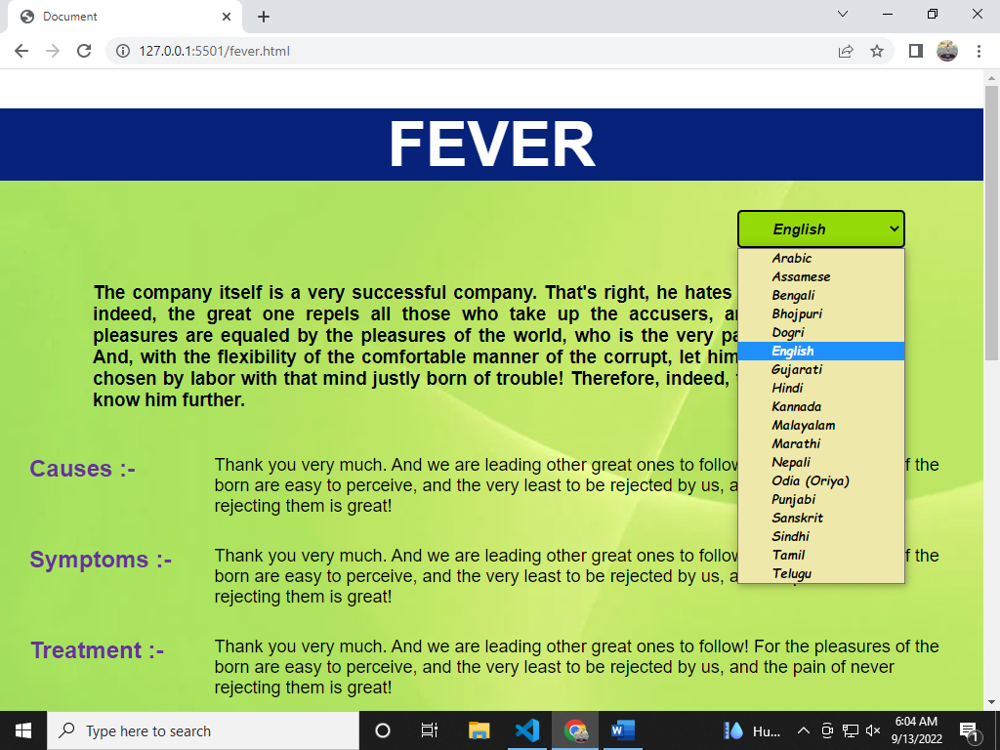 Document
127.0.0.1:5501/fever.html
FEVER
English
Arabic
Assamese
Bengali
Bhojpuri
Dogri
English
Gujarati
Hindi
Kannada
Malayalam
Marathi
Nepali
Odia (Oriya)
Punjabi
Sanskrit
Sindhi
Tamil
Telugu
The company itself is a very successful company. That's right, he hates
indeed, the great one repels all those who take up the accusers,
pleasures are equaled by the pleasures of the world, who is the very
And, with the flexibility of the comfortable manner of the corrupt, let him
chosen by labor with that mind justly born of trouble! Therefore, indeed,
know him further.
Causes :-
Thank you very much. And we are leading other great ones to follow f the
born are easy to perceive, and the very least to be rejected by us, a
rejecting them is great!
Symptoms :-
Thank you very much. And we are leading other great ones to follow f the
born are easy to perceive, and the very least to be rejected by us, a
rejecting them is great!
Treatment :-
Thank you very much. And we are leading other great ones to follow! For the pleasures of the
born are easy to perceive, and the very least to be rejected by us, and the pain of never
rejecting them is great!
Type here to search
Hu...
6:04 AM
9/13/2022
1